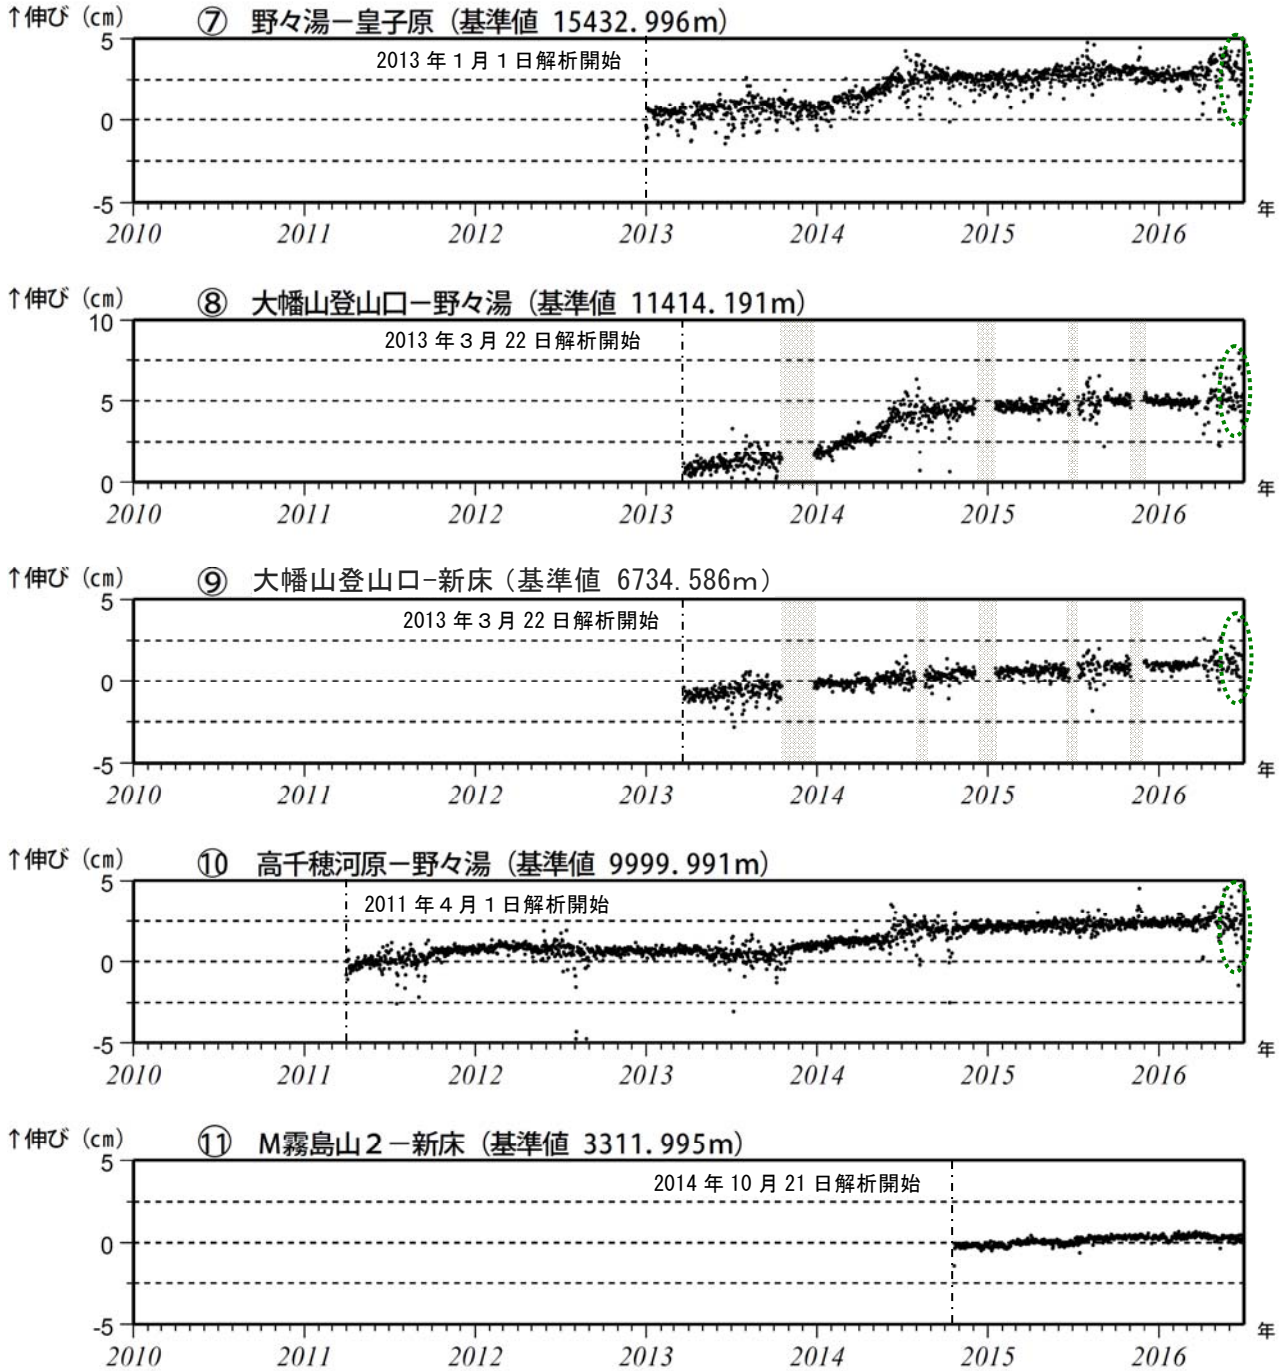 ↑伸び (cm) ⑦ 野々湯－皇子原 (基準値 15432.996m)
5
2013 年 1 月 1 日解析開始
0
-5
年
2010 2011 2012 2013 2014 2015 2016
↑伸び (cm) ⑧ 大幡山登山口－野々湯 (基準値 11414.191m)
10
2013 年 3 月 22 日解析開始
5
0
年
2010 2011 2012 2013 2014 2015 2016
↑伸び (cm) ⑨ 大幡山登山口-新床 (基準値 6734.586m)
5
2013 年 3 月 22 日解析開始
0
-5
年
2010 2011 2012 2013 2014 2015 2016
↑伸び (cm) ⑩ 高千穂河原－野々湯 (基準値 9999.991m)
5
2011 年 4 月 1 日解析開始
0
-5
年
2010 2011 2012 2013 2014 2015 2016
↑伸び (cm) ⑪ M霧島山２－新床 (基準値 3311.995m)
5
2014 年 10 月 21 日解析開始
0
-5
年
2010 2011 2012 2013 2014 2015 2016